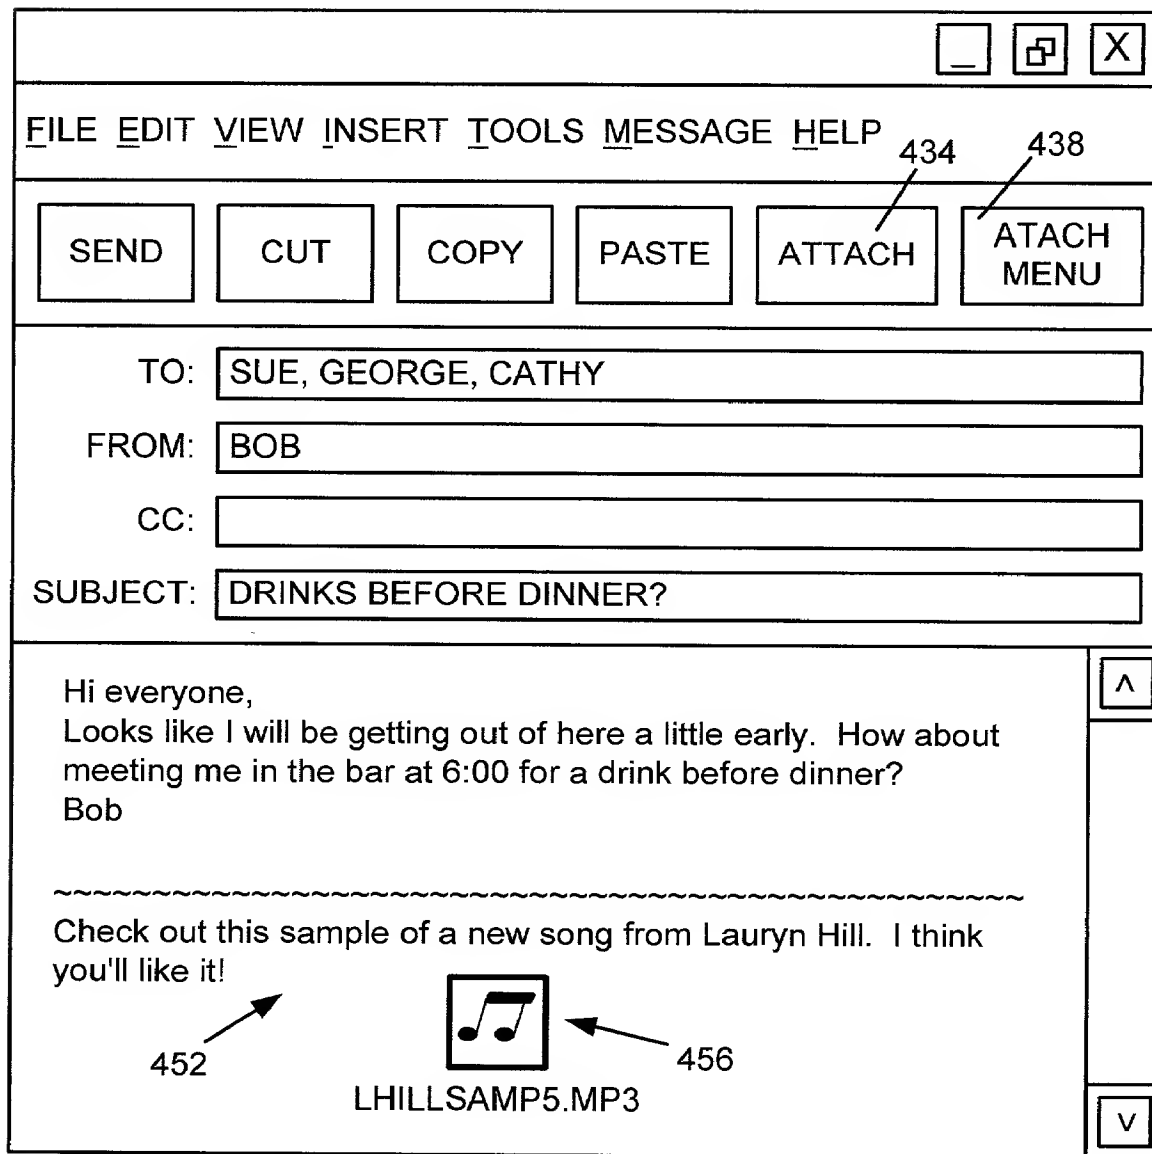 _ X
FILE EDIT VIEW INSERT TOOLS MESSAGE HELP
434 438
SEND CUT COPY PASTE ATTACH ATACH MENU
TO: SUE, GEORGE, CATHY
FROM: BOB
CC:
SUBJECT: DRINKS BEFORE DINNER?
Hi everyone,
Looks like I will be getting out of here a little early. How about
meeting me in the bar at 6:00 for a drink before dinner?
Bob
~~~~~~~~~~~~~~~~~~~~~~~~~~~~~~~~~~~~~~~~~~~~~~~~~
Check out this sample of a new song from Lauryn Hill. I think
you'll like it!
452 456
LHILLSAMP5.MP3